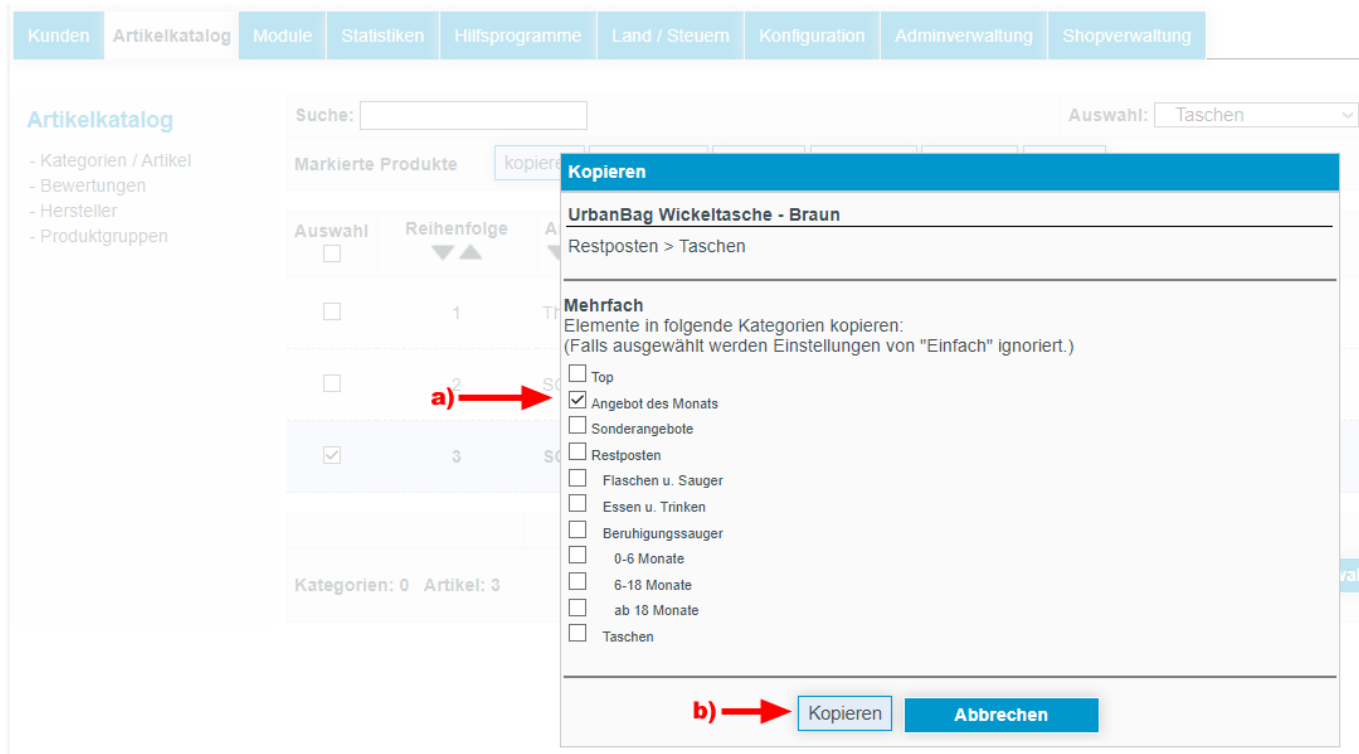 Kunden Artikelkatalog Module Statistiken Hilfsprogramme Land / Steuern Konfiguration Adminverwaltung Shopverwaltung
Artikelkatalog
- Kategorien / Artikel
- Bewertungen
- Hersteller
- Produktgruppen
Suche: Auswahl: Taschen
Markierte Produkte
Auswahl Reihenfolge
1
2
3
Kategorien: 0 Artikel: 3
Kopieren
UrbanBag Wickeltasche - Braun
Restposten > Taschen
Mehrfach
Elemente in folgende Kategorien kopieren:
(Falls ausgewählt werden Einstellungen von "Einfach" ignoriert.)
Top
a) Angebot des Monats
Sonderangebote
Restposten
Flaschen u. Sauger
Essen u. Trinken
Beruhigungssauger
0-6 Monate
6-18 Monate
ab 18 Monate
Taschen
b) Kopieren Abbrechen